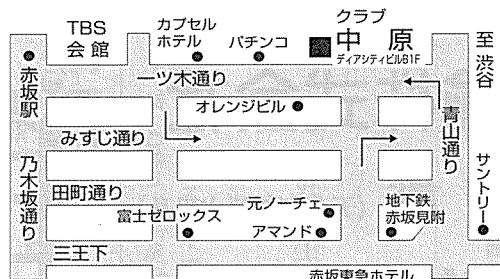 TBS
会館
カプセル
ホテル
パチンコ
クラブ
中原
ディアシティビルB1F
至
渋谷
赤坂駅
一ツ木通り
オレンジビル
青山通り
みすじ通り
乃木坂通り
田町通り
サントリー
富士ゼロックス
元ノーチェ
アマンド
地下鉄
赤坂見附
三王下
赤坂東急ホテル